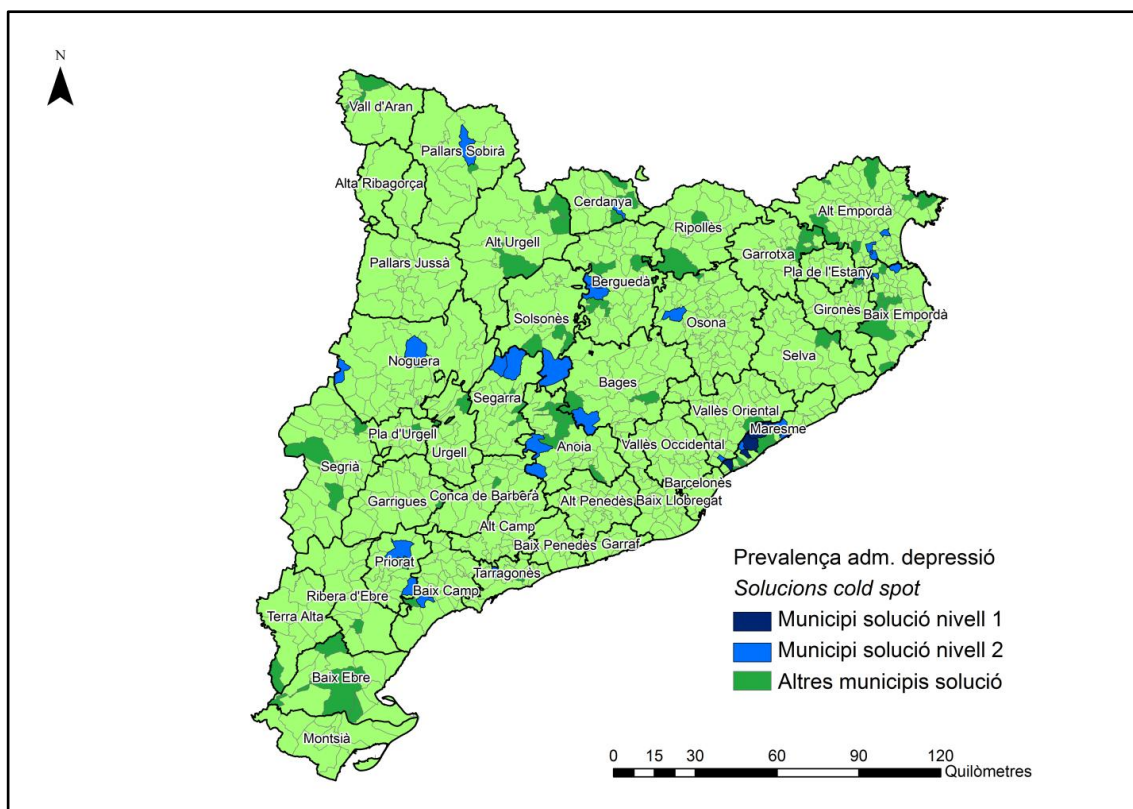 N
Vall d'Aran
Pallars Sobirà
Alta Ribagorça
Cerdanya
Ripollès
Alt Empordà
Alt Urgell
Garrotxa
Pallars Jussà
Pla de l'Estany
Berguedà
Solsonès
Osona
Gironès
Baix Empordà
Noguera
Selva
Bages
Segarra
Vallès Oriental
Maresme
Pla d'Urgell
Urgell
Anoia
Vallès Occidental
Segrià
Barcelonès
Garrigues
Conca de Barberà
Alt Penedès
Baix Llobregat
Alt Camp
Baix Penedès
Garraf
Priorat
Tarragonès
Baix Camp
Ribera d'Ebre
Terra Alta
Baix Ebre
Montsià
Prevalença adm. depressió
Solucions cold spot
Municipi solució nivell 1
Municipi solució nivell 2
Altres municipis solució
0 15 30 60 90 120
Quilòmetres